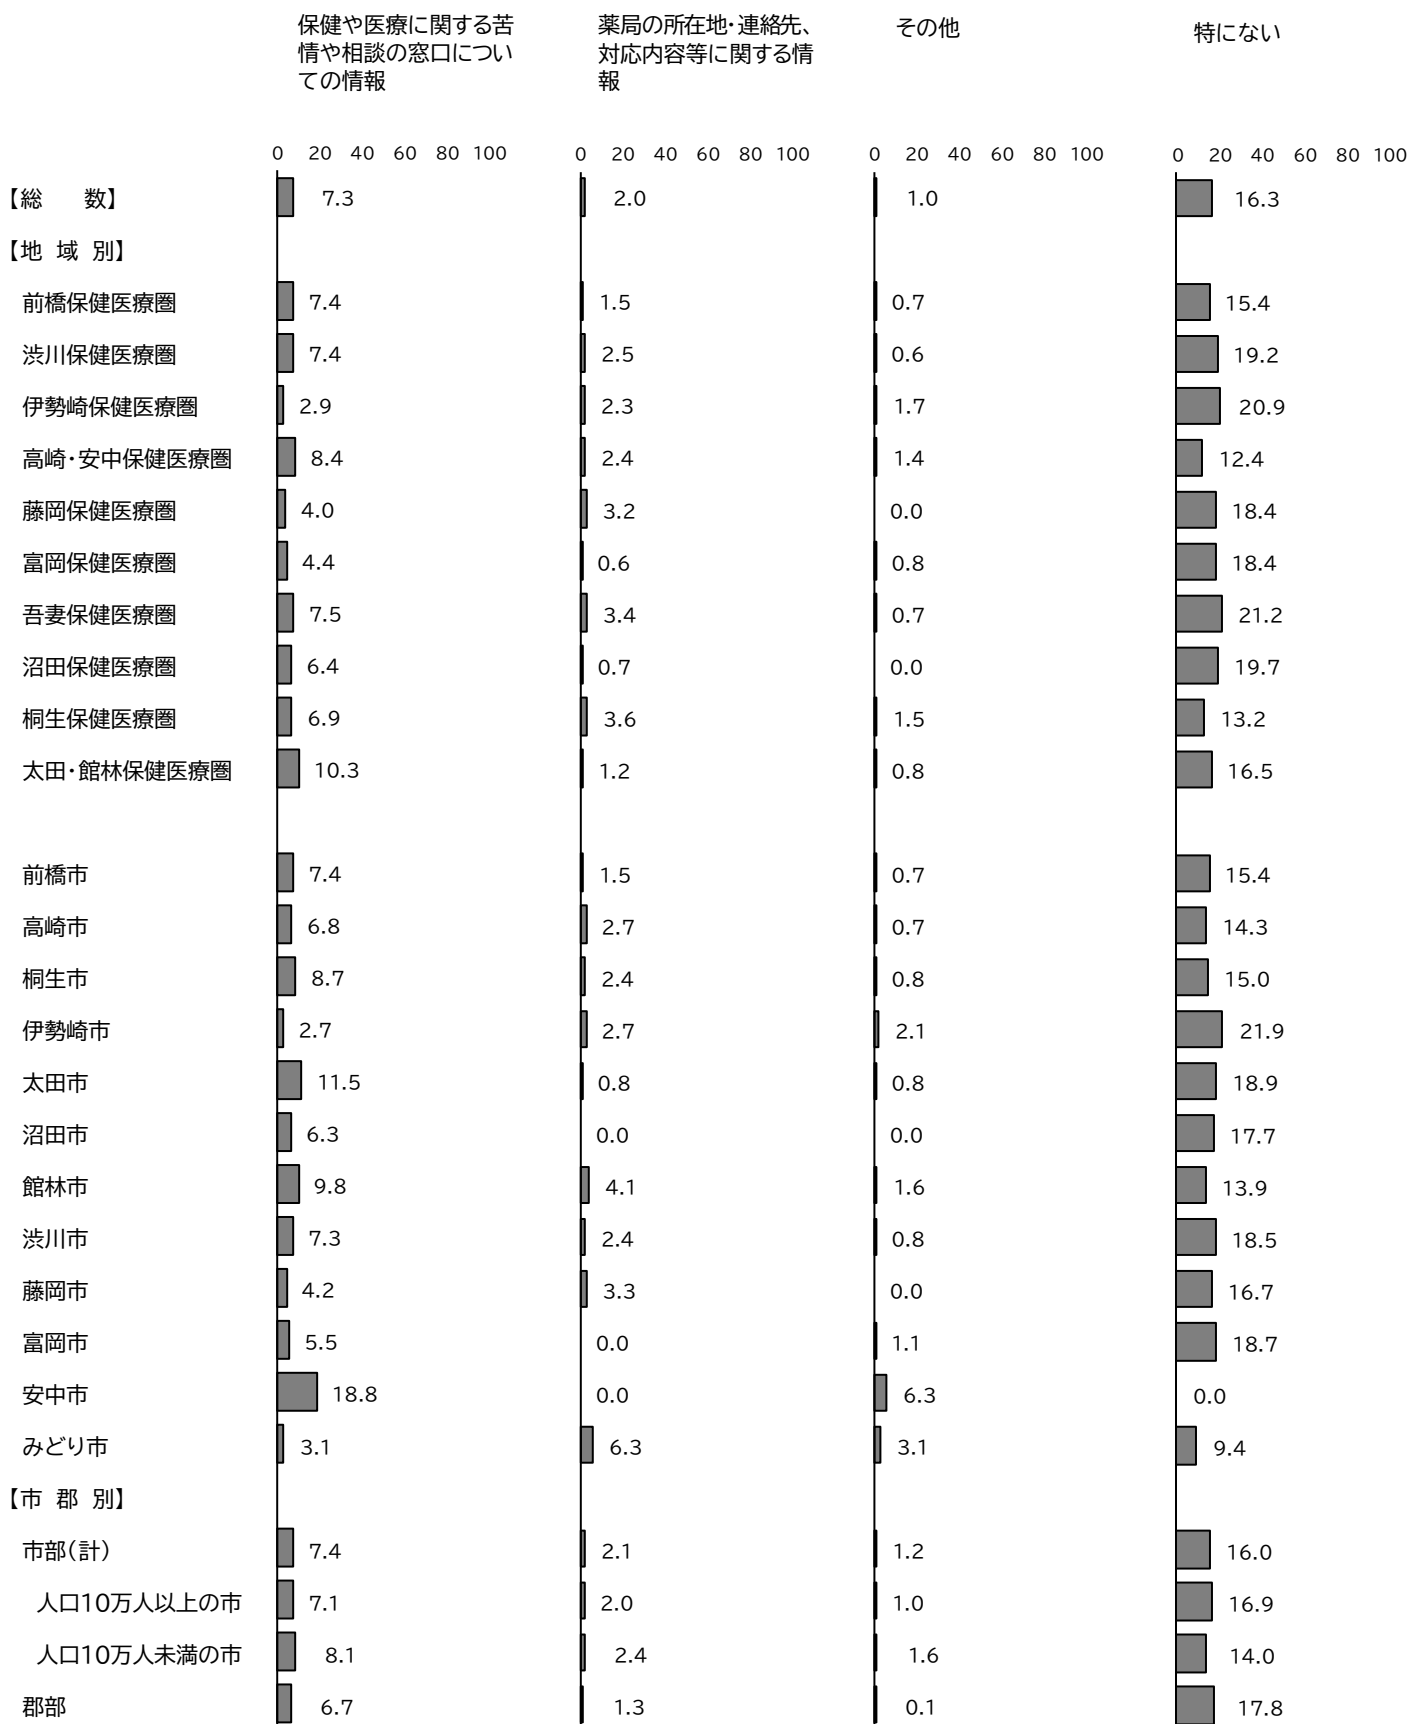 保健や医療に関する苦
情や相談の窓口につい
ての情報
薬局の所在地・連絡先、
対応内容等に関する情
報
その他
特にない
0 20 40 60 80 100 0 20 40 60 80 100 0 20 40 60 80 100 0 20 40 60 80 100
【総　数】 7.3 2.0 1.0 16.3
【地 域 別】
前橋保健医療圏 7.4 1.5 0.7 15.4
渋川保健医療圏 7.4 2.5 0.6 19.2
伊勢崎保健医療圏 2.9 2.3 1.7 20.9
高崎・安中保健医療圏 8.4 2.4 1.4 12.4
藤岡保健医療圏 4.0 3.2 0.0 18.4
富岡保健医療圏 4.4 0.6 0.8 18.4
吾妻保健医療圏 7.5 3.4 0.7 21.2
沼田保健医療圏 6.4 0.7 0.0 19.7
桐生保健医療圏 6.9 3.6 1.5 13.2
太田・館林保健医療圏 10.3 1.2 0.8 16.5
前橋市 7.4 1.5 0.7 15.4
高崎市 6.8 2.7 0.7 14.3
桐生市 8.7 2.4 0.8 15.0
伊勢崎市 2.7 2.7 2.1 21.9
太田市 11.5 0.8 0.8 18.9
沼田市 6.3 0.0 0.0 17.7
館林市 9.8 4.1 1.6 13.9
渋川市 7.3 2.4 0.8 18.5
藤岡市 4.2 3.3 0.0 16.7
富岡市 5.5 0.0 1.1 18.7
安中市 18.8 0.0 6.3 0.0
みどり市 3.1 6.3 3.1 9.4
【市 郡 別】
市部(計) 7.4 2.1 1.2 16.0
人口10万人以上の市 7.1 2.0 1.0 16.9
人口10万人未満の市 8.1 2.4 1.6 14.0
郡部 6.7 1.3 0.1 17.8